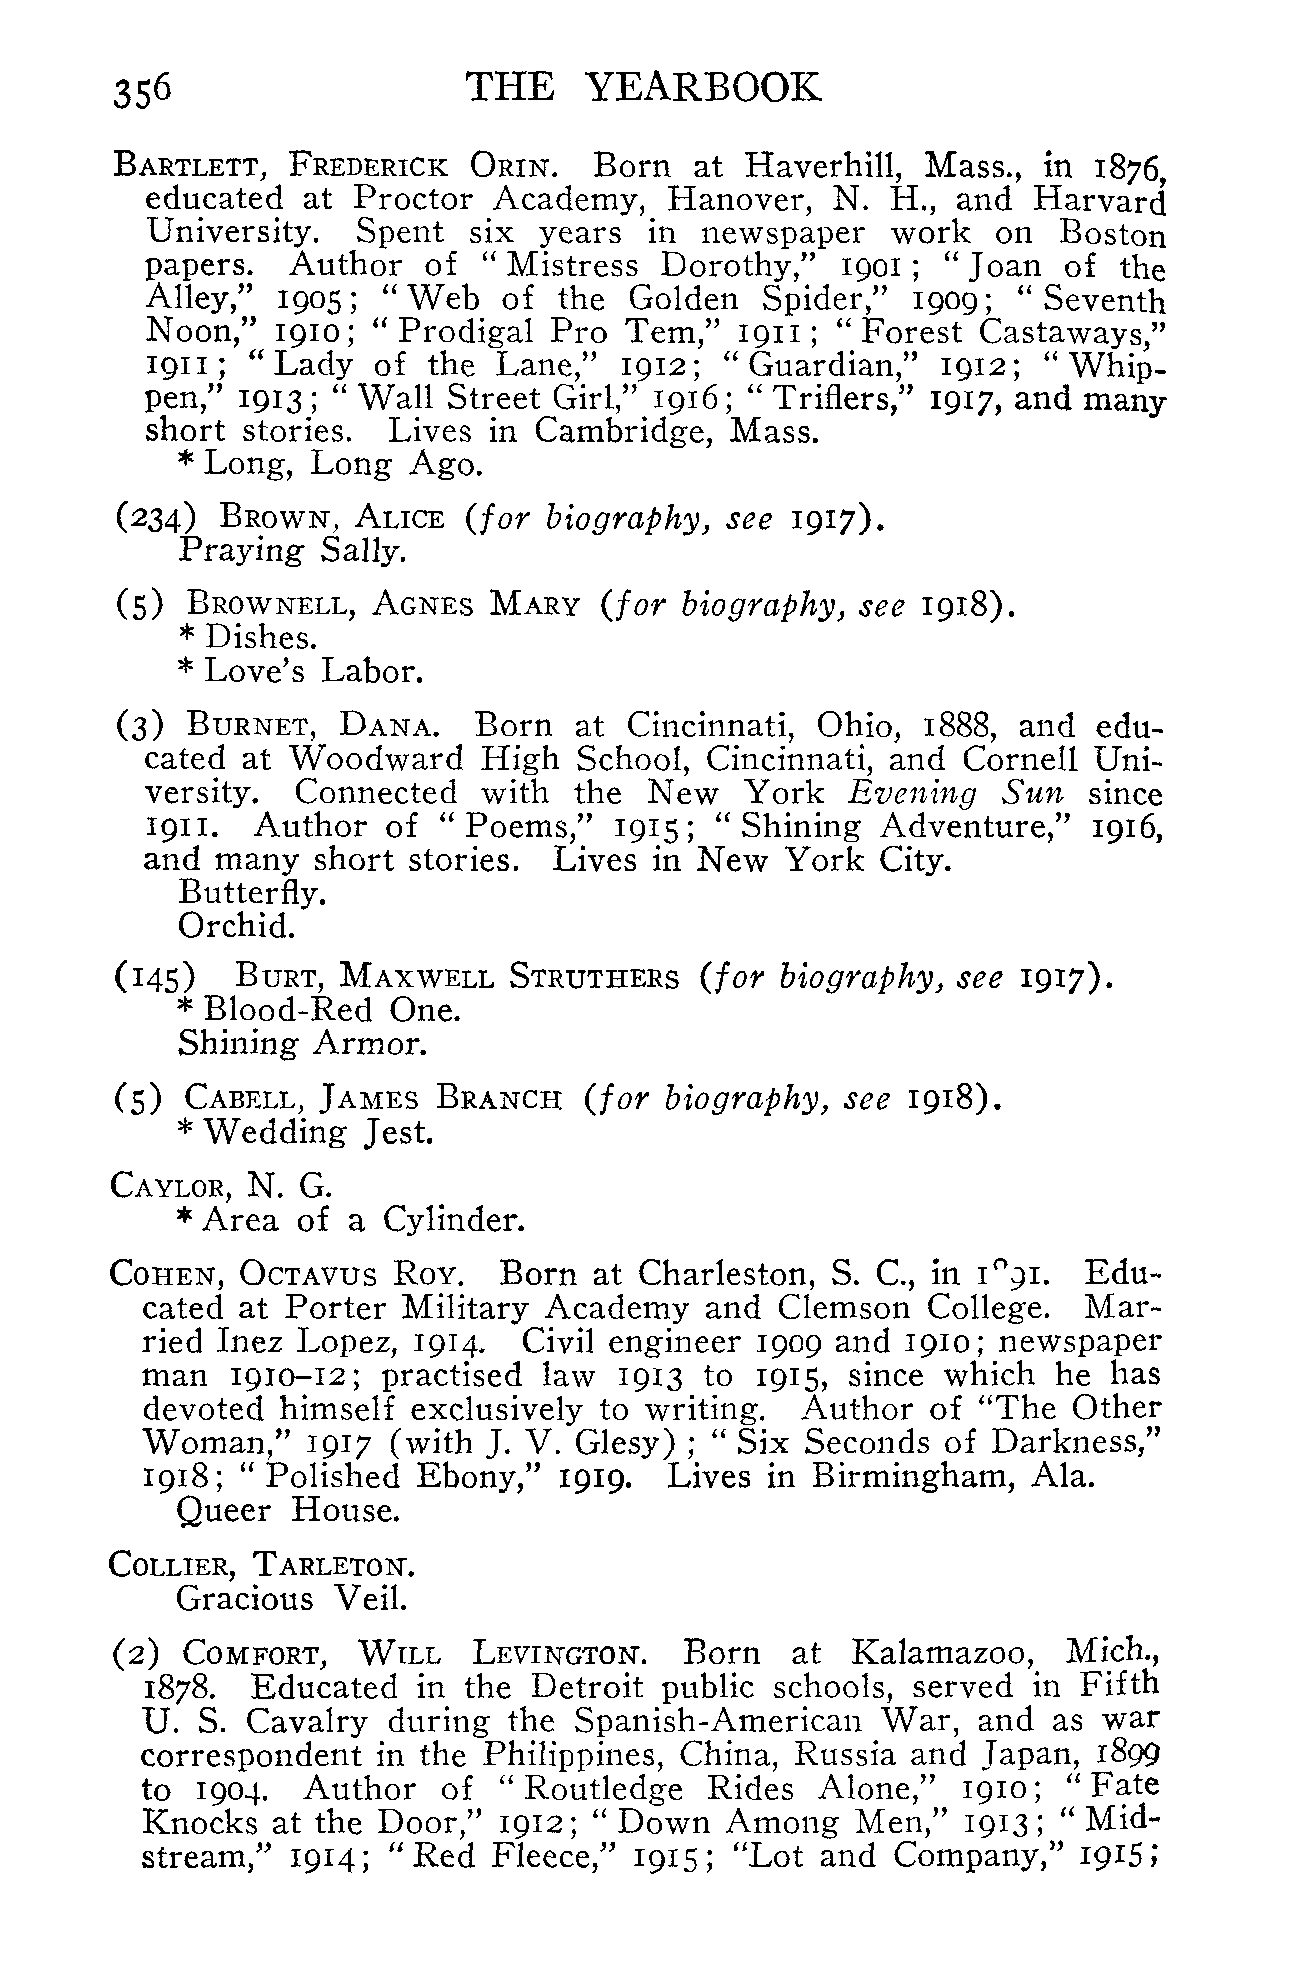 356 THE YEARBOOK
BARTLETT, FREDERICK ORIN. Born at Haverhill, Mass., in 1876,
educated at Proctor Academy, Hanover, N. H., and Harvard
University. Spent six years in newspaper work on Boston
papers. Author of “ Mistress Dorothy,” 1901 ; “ Joan of the
Alley,” 1905 ; “ Web of the Golden Spider,” 1909 ; “ Seventh
Noon,” 1910 ; “ Prodigal Pro Tem,” 1911 ; “ Forest Castaways,”
1911 ; “ Lady of the Lane,” 1912 ; “ Guardian,” 1912 ; “ Whip-
pen,” 1913 ; “ Wall Street Girl,” 1916 ; “ Triflers,” 1917, and many
short stories. Lives in Cambridge, Mass.
* Long, Long Ago.
(234) BROWN, ALICE (for biography, see 1917).
Praying Sally.
(5) BROWNELL, AGNES MARY (for biography, see 1918).
* Dishes.
* Love’s Labor.
(3) BURNET, DANA. Born at Cincinnati, Ohio, 1888, and edu-
cated at Woodward High School, Cincinnati, and Cornell Uni-
versity. Connected with the New York Evening Sun since
1911. Author of “ Poems,” 1915 ; “ Shining Adventure,” 1916,
and many short stories. Lives in New York City.
Butterfly.
Orchid.
(145) BURT, MAXWELL STRUTHERS (for biography, see 1917).
* Blood-Red One.
Shining Armor.
(5) CABELL, JAMES BRANCH (for biography, see 1918).
* Wedding Jest.
CAYLOR, N. G.
* Area of a Cylinder.
COHEN, OCTAVUS ROY. Born at Charleston, S. C., in Edu-
cated at Porter Military Academy and Clemson College. Mar-
ried Inez Lopez, 1914. Civil engineer 1909 and 1910 ; newspaper
man 1910–12 ; practised law 1913 to 1915, since which he has
devoted himself exclusively to writing. Author of “The Other
Woman,” 1917 (with J. V. Glesy) ; “ Six Seconds of Darkness,”
1918 ; “ Polished Ebony,” 1919. Lives in Birmingham, Ala.
Queer House.
COLLIER, TARLETON.
Gracious Veil.
(2) COMFORT, WILL LEVINGTON. Born at Kalamazoo, Mich.,
1878. Educated in the Detroit public schools, served in Fifth
U. S. Cavalry during the Spanish-American War, and as war
correspondent in the Philippines, China, Russia and Japan, 1899
to 1904. Author of “ Routledge Rides Alone,” 1910 ; “ Fate
Knocks at the Door,” 1912 ; “ Down Among Men,” 1913 ; “ Mid-
stream,” 1914 ; “ Red Fleece,” 1915 ; “Lot and Company,” 1915 ;